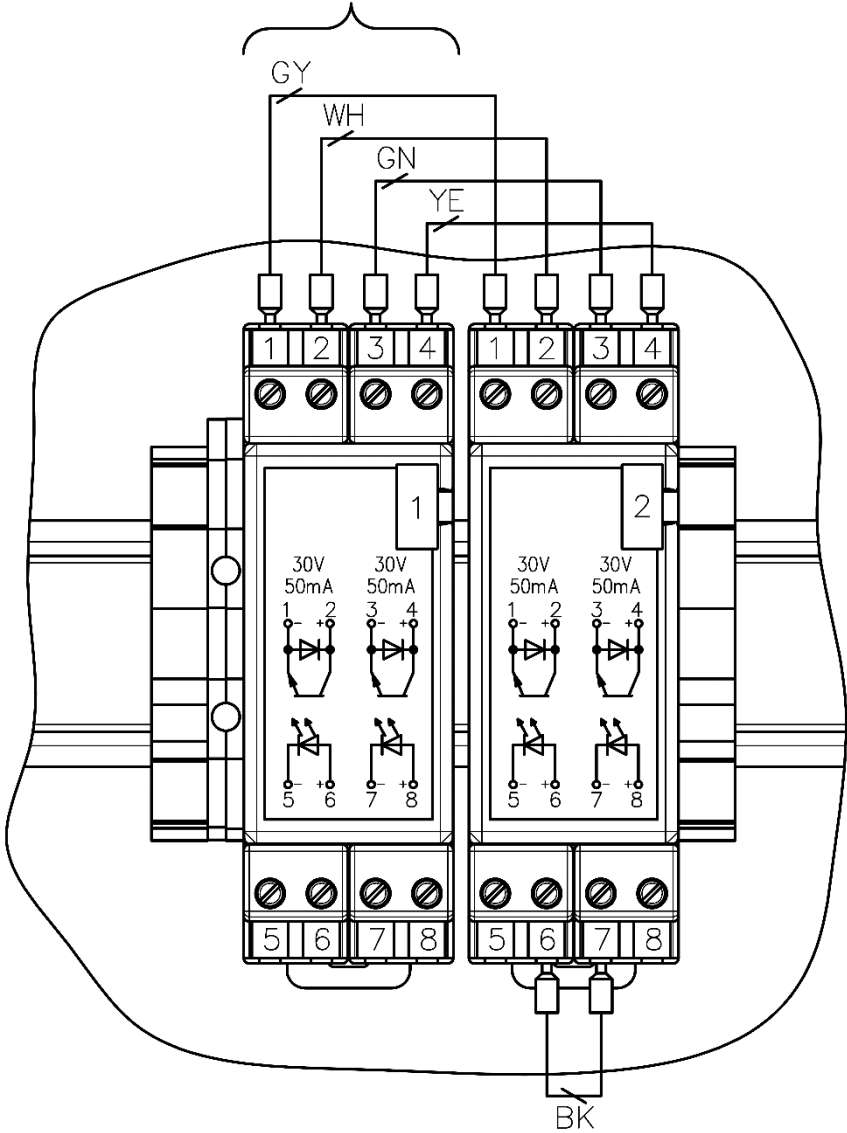 GY
WH
GN
YE
1 2 3 4 1 2 3 4
1 2
30V 30V 30V 30V
50mA 50mA 50mA 50mA
1 - + 2 3 - + 4 1 - + 2 3 - + 4
5 - + 6 7 - + 8 5 - + 6 7 - + 8
5 6 7 8 5 6 7 8
BK